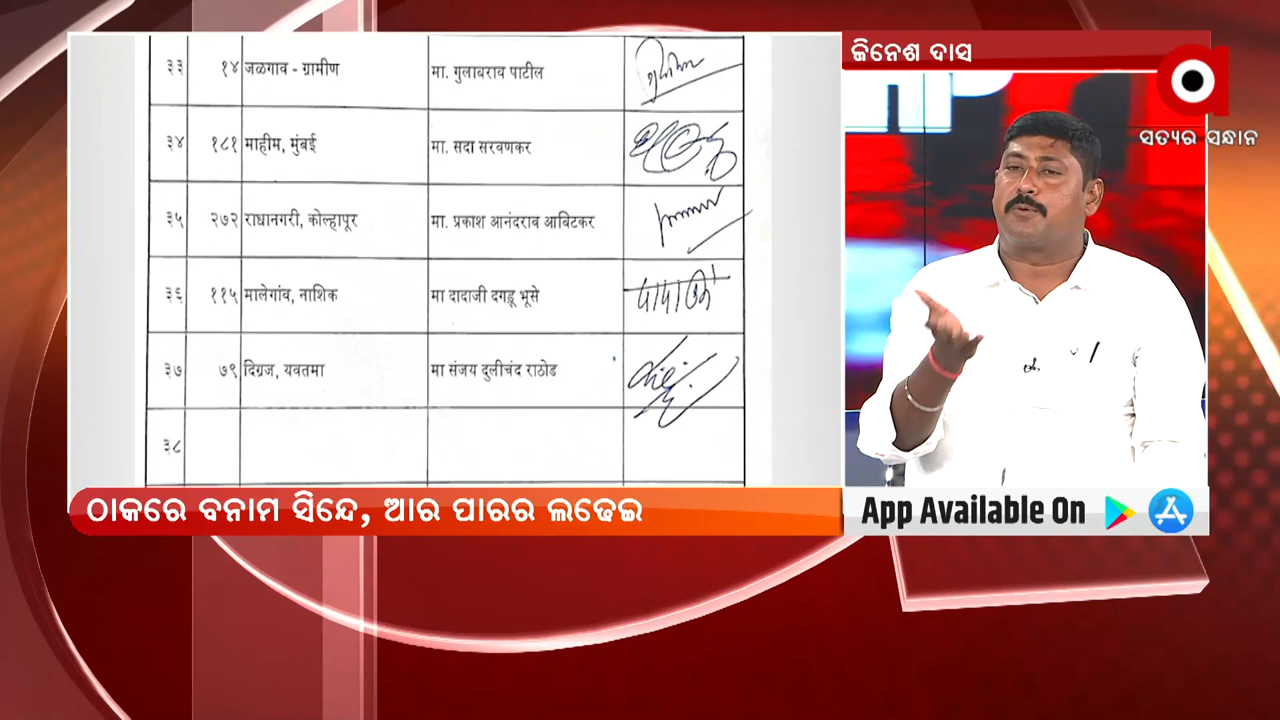 ३३ १४ जळगाव - ग्रामीण मा. गुलाबराव पाटील
३४ १८१ माहीम, मुंबई मा. सदा सरवणकर
३५ २७२ राधानगरी, कोल्हापूर मा. प्रकाश आनंदराव आबिटकर
३६ ११५ मालेगांव, नाशिक मा दादाजी दगडू भूसे
३७ ७९ दिग्रज, यवतमा मा संजय दुलीचंद राठोड
३८
ଜିନେଶ ଦାସ
ସତ୍ୟର ସନ୍ଧାନ
ଠାକରେ ବନାମ ସିନ୍ଦେ, ଆର ପାରର ଲଢେଇ
App Available On